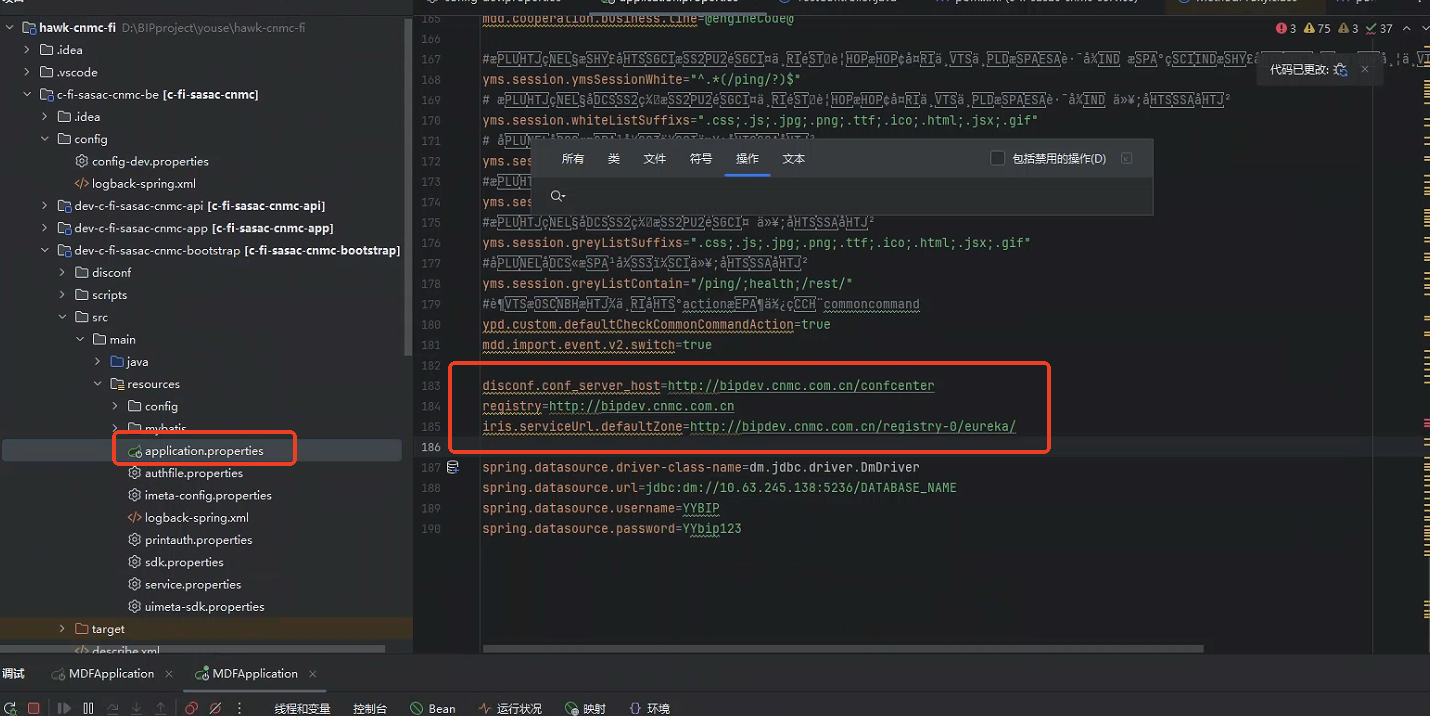 hawk-cnmc-fi D:\BIPproject\youse\hawk-cnmc-fi
.idea
.vscode
c-fi-sasac-cnmc-be [c-fi-sasac-cnmc]
.idea
config
config-dev.properties
logback-spring.xml
dev-c-fi-sasac-cnmc-api [c-fi-sasac-cnmc-api]
dev-c-fi-sasac-cnmc-app [c-fi-sasac-cnmc-app]
dev-c-fi-sasac-cnmc-bootstrap [c-fi-sasac-cnmc-bootstrap]
disconf
scripts
src
main
java
resources
config
mybatis
application.properties
authfile.properties
imeta-config.properties
logback-spring.xml
printauth.properties
sdk.properties
service.properties
uimeta-sdk.properties
target
describe.xml
165 mdd.cooperation.business.line=@engineCode@
3 75 3 37
166
代码已更改:
167
168 yms.session.ymsSessionWhite="^.*(/ping/?)$"
169
170 yms.session.whiteListSuffixs=".css;.js;.jpg;.png;.ttf;.ico;.html;.jsx;.gif"
171
172 yms.ses
173
174 yms.ses
所有 类 文件 符号 操作 文本 包括禁用的操作(D)
175
176 yms.session.greyListSuffixs=".css;.js;.jpg;.png;.ttf;.ico;.html;.jsx;.gif"
177
178 yms.session.greyListContain="/ping/;health;/rest/"
179
180 ypd.custom.defaultCheckCommonCommandAction=true
181 mdd.import.event.v2.switch=true
182
183 disconf.conf_server_host=http://bipdev.cnmc.com.cn/confcenter
184 registry=http://bipdev.cnmc.com.cn
185 iris.serviceUrl.defaultZone=http://bipdev.cnmc.com.cn/registry-0/eureka/
186
187 spring.datasource.driver-class-name=dm.jdbc.driver.DmDriver
188 spring.datasource.url=jdbc:dm://10.63.245.138:5236/DATABASE_NAME
189 spring.datasource.username=YYBIP
190 spring.datasource.password=YYbip123
调试 MDFApplication MDFApplication
线程和变量 控制台 Bean 运行状况 映射 环境